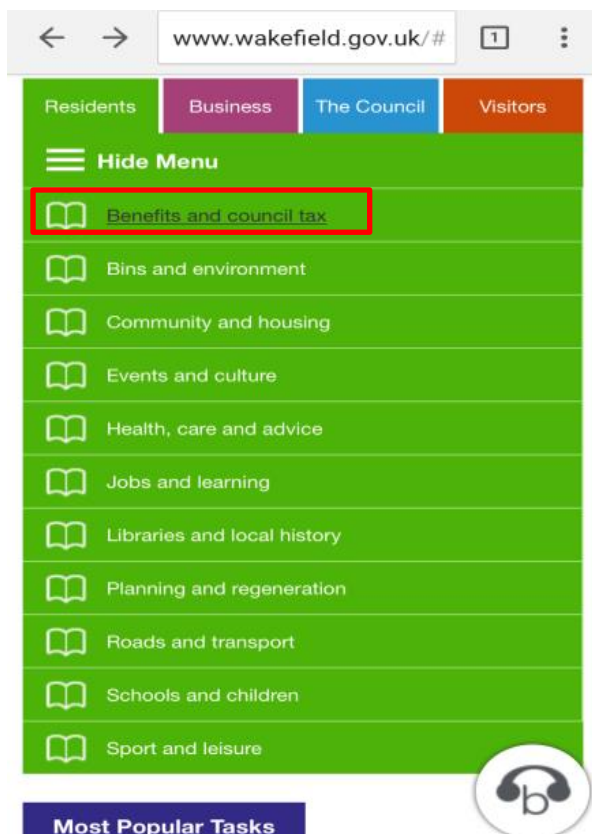 www.wakefield.gov.uk/# 1
Residents Business The Council Visitors
Hide Menu
Benefits and council tax
Bins and environment
Community and housing
Events and culture
Health, care and advice
Jobs and learning
Libraries and local history
Planning and regeneration
Roads and transport
Schools and children
Sport and leisure
b
Most Popular Tasks